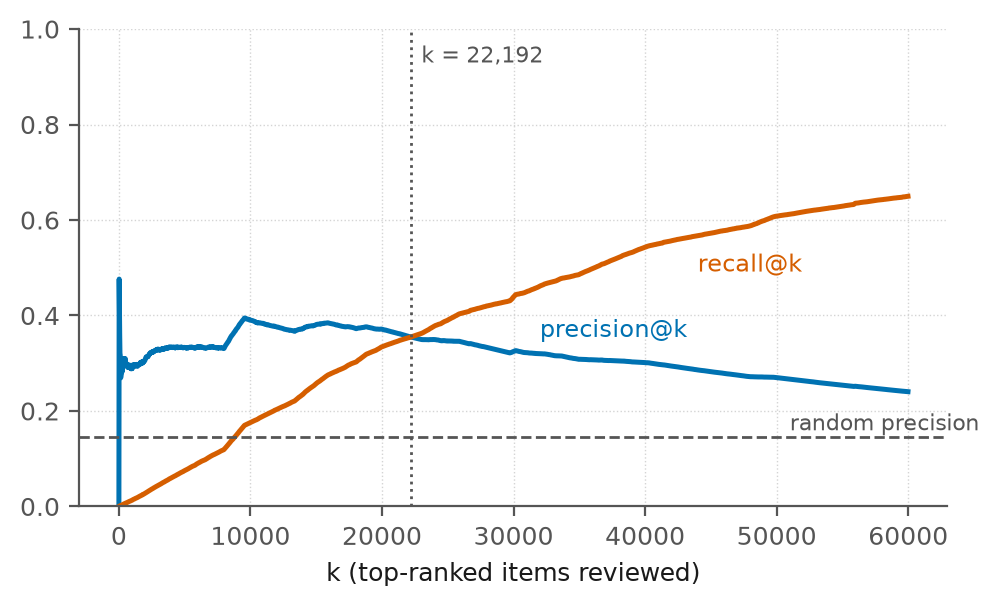 1.0
k = 22,192
0.8
0.6
recall@k
0.4
precision@k
0.2
random precision
0.0
0 10000 20000 30000 40000 50000 60000
k (top-ranked items reviewed)